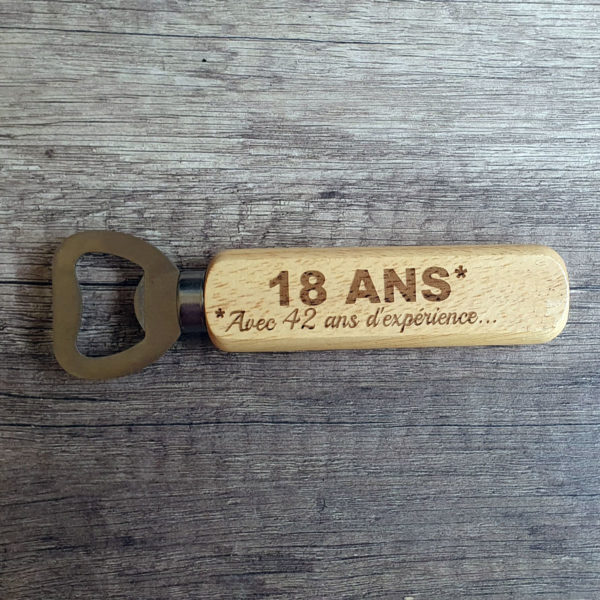 18 ANS*
*Avec 42 ans d'expérience...